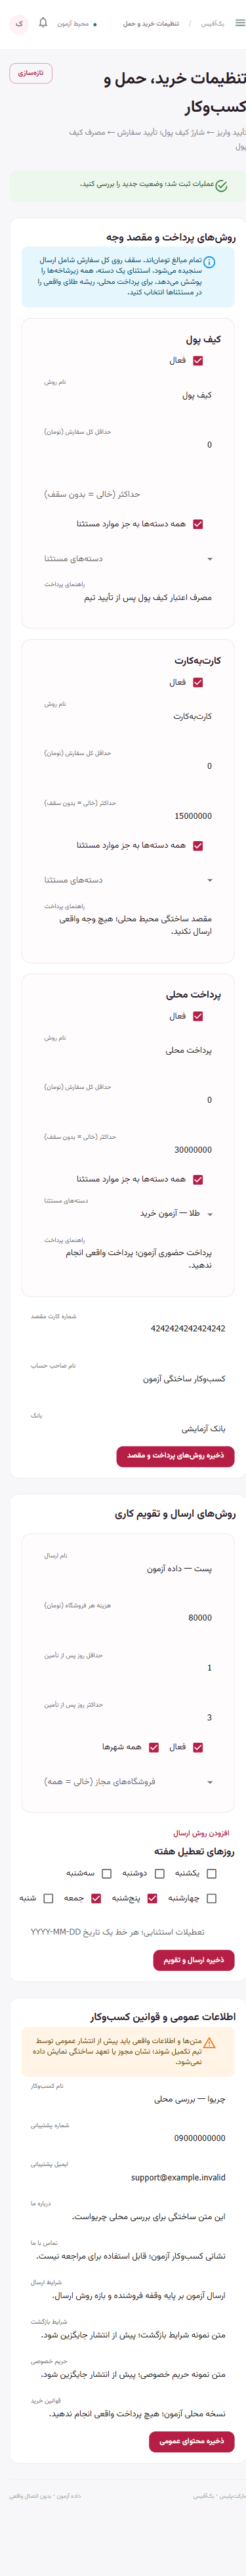 بک‌آفیس / تنظیمات خرید و حمل
محیط آزمون
ک
تنظیمات خرید، حمل و
کسب‌وکار
تأیید واریز ← شارژ کیف پول؛ تأیید سفارش ← مصرف کیف
پول
تازه‌سازی
عملیات ثبت شد؛ وضعیت جدید را بررسی کنید.
روش‌های پرداخت و مقصد وجه
تمام مبالغ تومان‌اند. سقف روی کل سفارش شامل ارسال
سنجیده می‌شود. استثنای یک دسته، همه زیرشاخه‌ها را
پوشش می‌دهد. برای پرداخت محلی، ریشه طلای واقعی را
در مستثناها انتخاب کنید.
کیف پول
فعال
نام روش
کیف پول
حداقل کل سفارش (تومان)
0
حداکثر (خالی = بدون سقف)
همه دسته‌ها به جز موارد مستثنا
دسته‌های مستثنا
راهنمای پرداخت
مصرف اعتبار کیف پول پس از تأیید تیم
کارت‌به‌کارت
فعال
نام روش
کارت‌به‌کارت
حداقل کل سفارش (تومان)
0
حداکثر (خالی = بدون سقف)
15000000
همه دسته‌ها به جز موارد مستثنا
دسته‌های مستثنا
راهنمای پرداخت
مقصد ساختگی محیط محلی؛ هیچ وجه واقعی
ارسال نکنید.
پرداخت محلی
فعال
نام روش
پرداخت محلی
حداقل کل سفارش (تومان)
0
حداکثر (خالی = بدون سقف)
30000000
همه دسته‌ها به جز موارد مستثنا
دسته‌های مستثنا
طلا — آزمون خرید
راهنمای پرداخت
پرداخت حضوری آزمون؛ پرداخت واقعی انجام
ندهید.
شماره کارت مقصد
4242424242424242
نام صاحب حساب
کسب‌وکار ساختگی آزمون
بانک
بانک آزمایشی
ذخیره روش‌های پرداخت و مقصد
روش‌های ارسال و تقویم کاری
نام ارسال
پست — داده آزمون
هزینه هر فروشگاه (تومان)
80000
حداقل روز پس از تأمین
1
حداکثر روز پس از تأمین
3
فعال
همه شهرها
فروشگاه‌های مجاز (خالی = همه)
افزودن روش ارسال
روزهای تعطیل هفته
یکشنبه دوشنبه سه‌شنبه
چهارشنبه پنج‌شنبه جمعه شنبه
تعطیلات استثنایی؛ هر خط یک تاریخ YYYY-MM-DD
ذخیره ارسال و تقویم
اطلاعات عمومی و قوانین کسب‌وکار
متن‌ها و اطلاعات واقعی باید پیش از انتشار عمومی توسط
تیم تکمیل شوند؛ نشان مجوز یا تعهد ساختگی نمایش داده
نمی‌شود.
نام کسب‌وکار
چریوا — بررسی محلی
شماره پشتیبانی
09000000000
ایمیل پشتیبانی
support@example.invalid
درباره ما
این متن ساختگی برای بررسی محلی چریواست.
تماس با ما
نشانی کسب‌وکار آزمون؛ قابل استفاده برای مراجعه نیست.
شرایط ارسال
ارسال آزمون بر پایه وقفه فروشنده و بازه روش ارسال.
شرایط بازگشت
متن نمونه شرایط بازگشت؛ پیش از انتشار جایگزین شود.
حریم خصوصی
متن نمونه حریم خصوصی؛ پیش از انتشار جایگزین شود.
قوانین خرید
نسخه محلی آزمون؛ هیچ پرداخت واقعی انجام ندهید.
ذخیره محتوای عمومی
مارکت‌پلیس · بک‌آفیس
داده آزمون · بدون اتصال واقعی